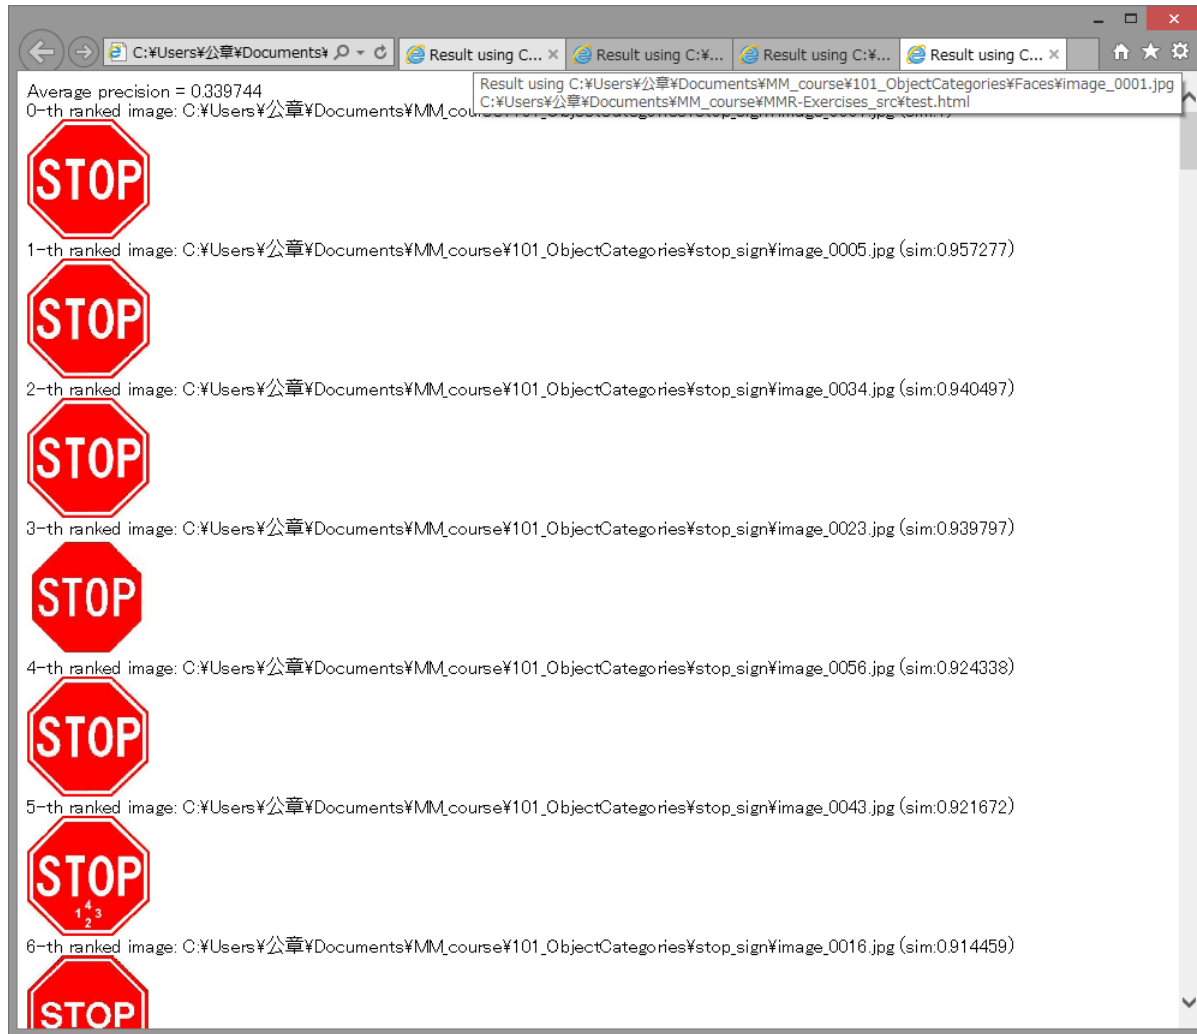 C:¥Users¥公章¥Documents¥
Result using C...
Result using C:¥...
Result using C:¥...
Result using C...
Result using C:¥Users¥公章¥Documents¥MM_course¥101_ObjectCategories¥Faces¥image_0001.jpg
C:¥Users¥公章¥Documents¥MM_course¥MMR-Exercises_src¥test.html
Average precision = 0.339744
0-th ranked image: C:¥Users¥公章¥Documents¥MM_cou
STOP
1-th ranked image: C:¥Users¥公章¥Documents¥MM_course¥101_ObjectCategories¥stop_sign¥image_0005.jpg (sim:0.957277)
STOP
2-th ranked image: C:¥Users¥公章¥Documents¥MM_course¥101_ObjectCategories¥stop_sign¥image_0034.jpg (sim:0.940497)
STOP
3-th ranked image: C:¥Users¥公章¥Documents¥MM_course¥101_ObjectCategories¥stop_sign¥image_0023.jpg (sim:0.939797)
STOP
4-th ranked image: C:¥Users¥公章¥Documents¥MM_course¥101_ObjectCategories¥stop_sign¥image_0056.jpg (sim:0.924338)
STOP
5-th ranked image: C:¥Users¥公章¥Documents¥MM_course¥101_ObjectCategories¥stop_sign¥image_0043.jpg (sim:0.921672)
STOP
4
1 3
2
6-th ranked image: C:¥Users¥公章¥Documents¥MM_course¥101_ObjectCategories¥stop_sign¥image_0016.jpg (sim:0.914459)
STOP